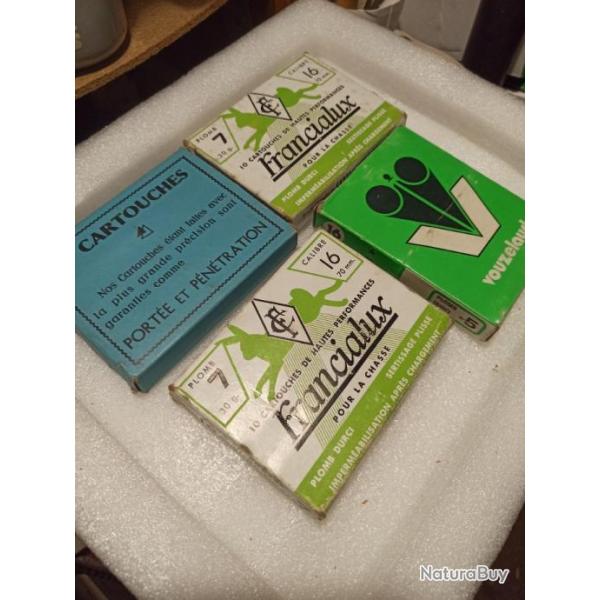 PLOMB
7
30 g.
CALIBRE
16
70 mm.
10 CARTOUCHES DE HAUTES PERFORMANCES
Francialux
POUR LA CHASSE
PLOMB DURCI
SERTISSAGE PLISSÉ
IMPERMÉABILISATION APRÈS CHARGEMENT
CARTOUCHES
Nos Cartouches étant faites avec
la plus grande précision sont
garanties comme
PORTÉE ET PÉNÉTRATION
16
V
vouzelaud
5
PLOMB
7
30 g.
CALIBRE
16
70 mm.
10 CARTOUCHES DE HAUTES PERFORMANCES
Francialux
POUR LA CHASSE
PLOMB DURCI
SERTISSAGE PLISSÉ
IMPERMÉABILISATION APRÈS CHARGEMENT
NaturaBuy